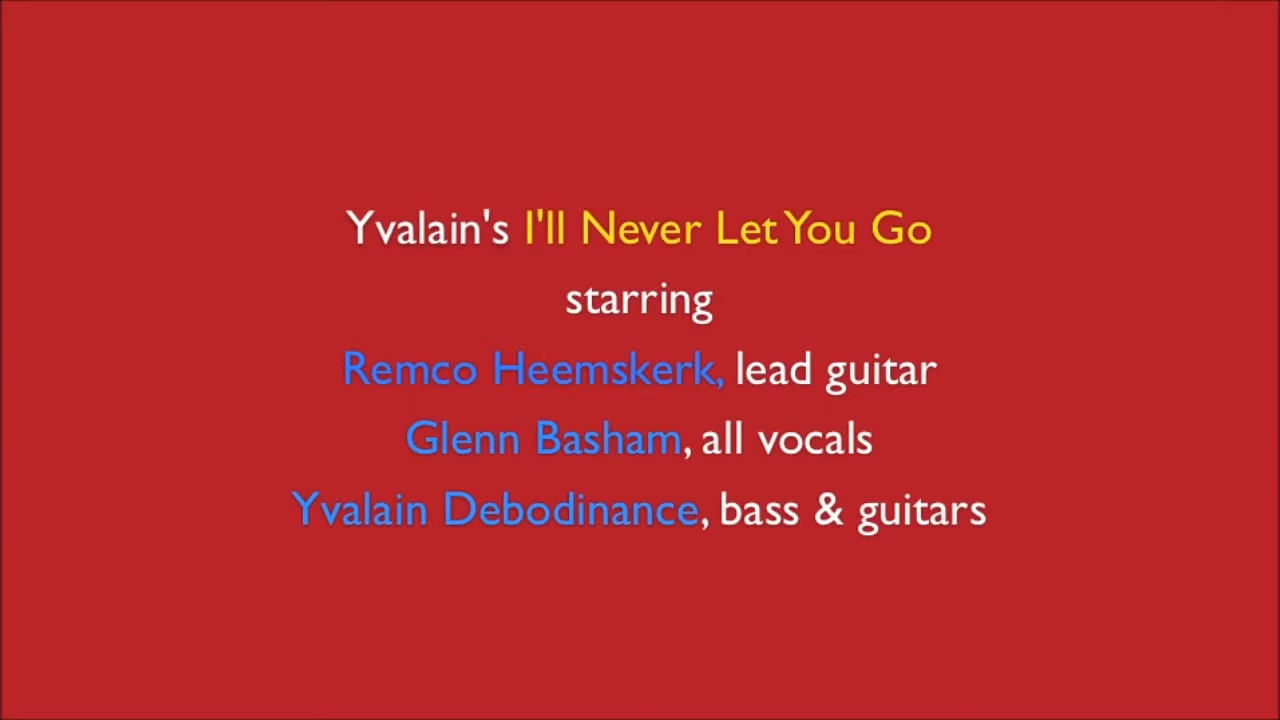 Yvalain's I'll Never Let You Go
starring
Remco Heemskerk, lead guitar
Glenn Basham, all vocals
Yvalain Debodinance, bass & guitars